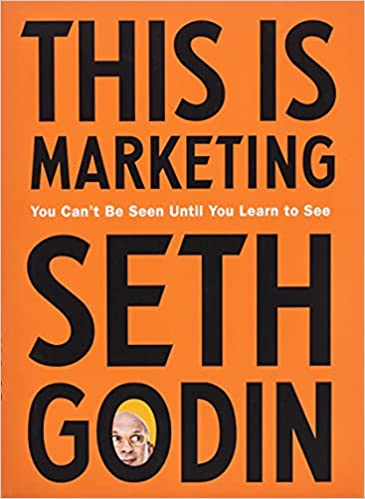 THIS IS
MARKETING
You Can't Be Seen Until You Learn to See
SETH
GODIN